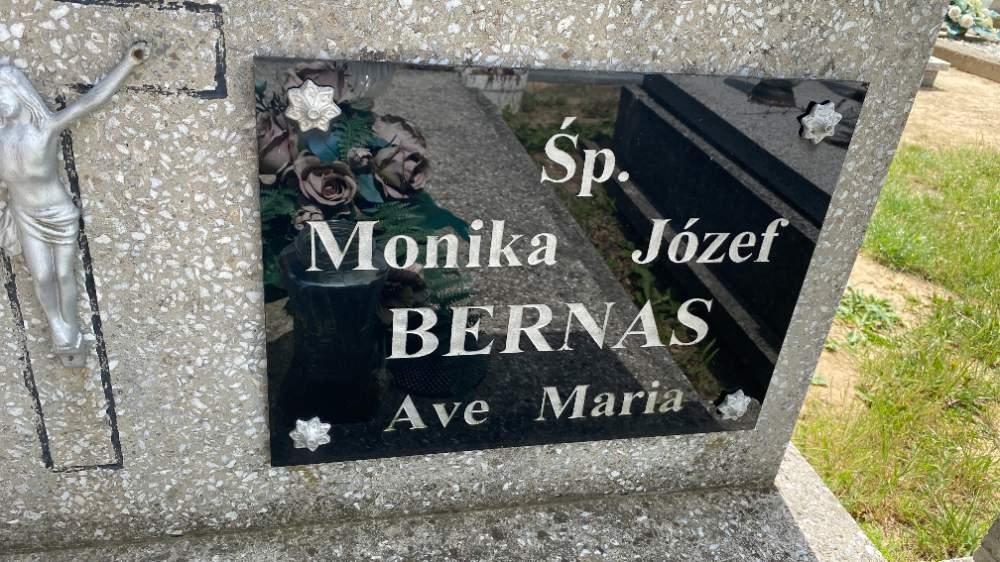 Śp.
Monika Józef
BERNAS
Ave Maria